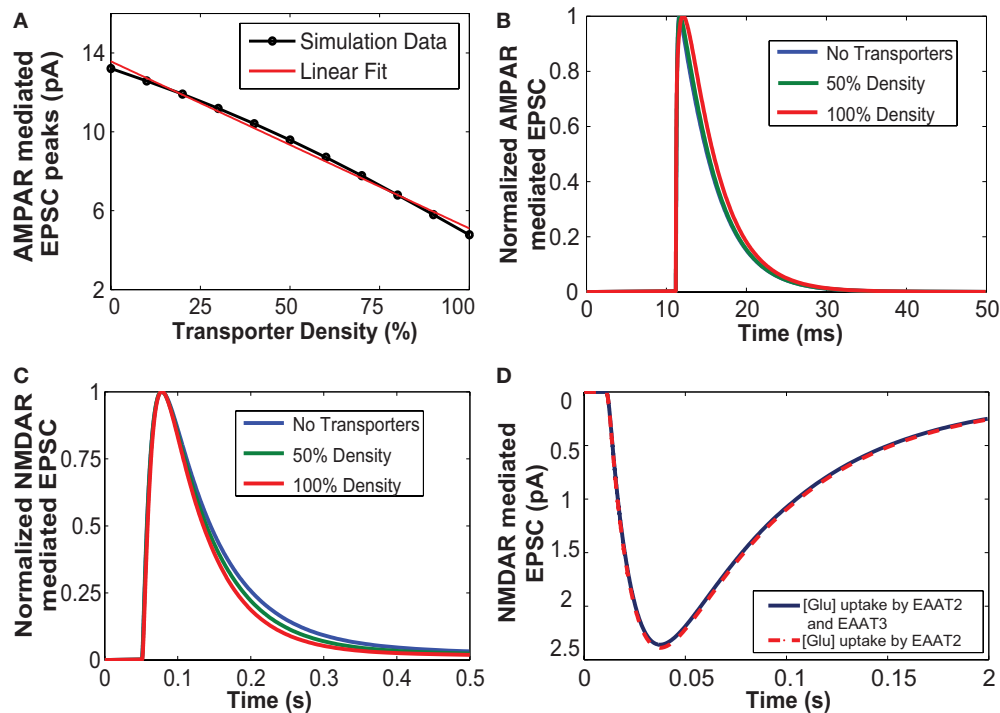 A
AMPAR mediated
EPSC peaks (pA)
14
10
6
2
0
25
50
75
100
Transporter Density (%)
Simulation Data
Linear Fit
B
Normalized AMPAR
mediated EPSC
1
0.8
0.6
0.4
0.2
0
0
10
20
30
40
50
Time (ms)
No Transporters
50% Density
100% Density
C
Normalized NMDAR
mediated EPSC
1
0.75
0.5
0.25
0
0
0.1
0.2
0.3
0.4
0.5
Time (s)
No Transporters
50% Density
100% Density
D
NMDAR mediated
EPSC (pA)
0
0.5
1
1.5
2
2.5
0
0.05
0.1
0.15
2
Time (s)
[Glu] uptake by EAAT2
and EAAT3
[Glu] uptake by EAAT2